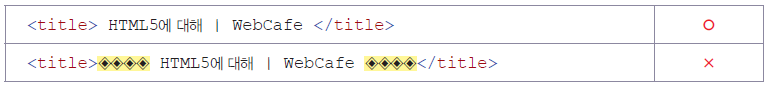 <title> HTML5에 대해 | WebCafe </title> ○
<title>◈◈◈◈ HTML5에 대해 | WebCafe ◈◈◈◈</title> ×